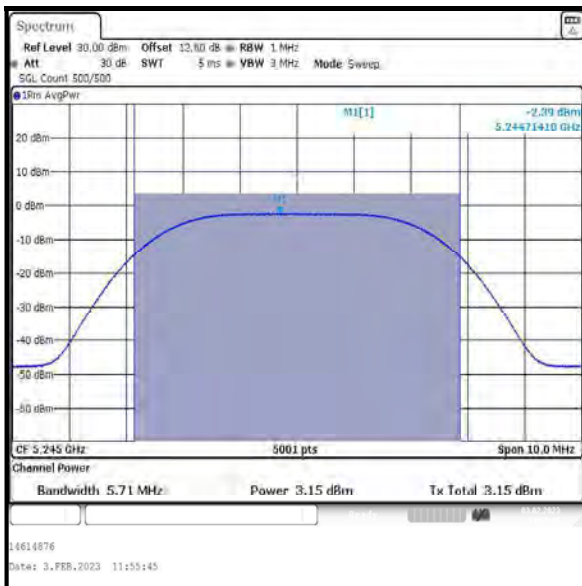 Spectrum
Ref Level 30.00 dBm Offset 12.60 dB RBW 1 MHz
Att 30 dB SWT 5 ms VBW 3 MHz Mode Sweep
SGL Count 500/500
1Rm AvgPwr
M1[1] -2.39 dBm
5.24471410 GHz
20 dBm
10 dBm
M1
0 dBm
-10 dBm
-20 dBm
-30 dBm
-40 dBm
-50 dBm
-60 dBm
CF 5.245 GHz 5001 pts Span 10.0 MHz
Channel Power
Bandwidth 5.71 MHz Power 3.15 dBm Tx Total 3.15 dBm
14614876
Date: 3.FEB.2023 11:55:45